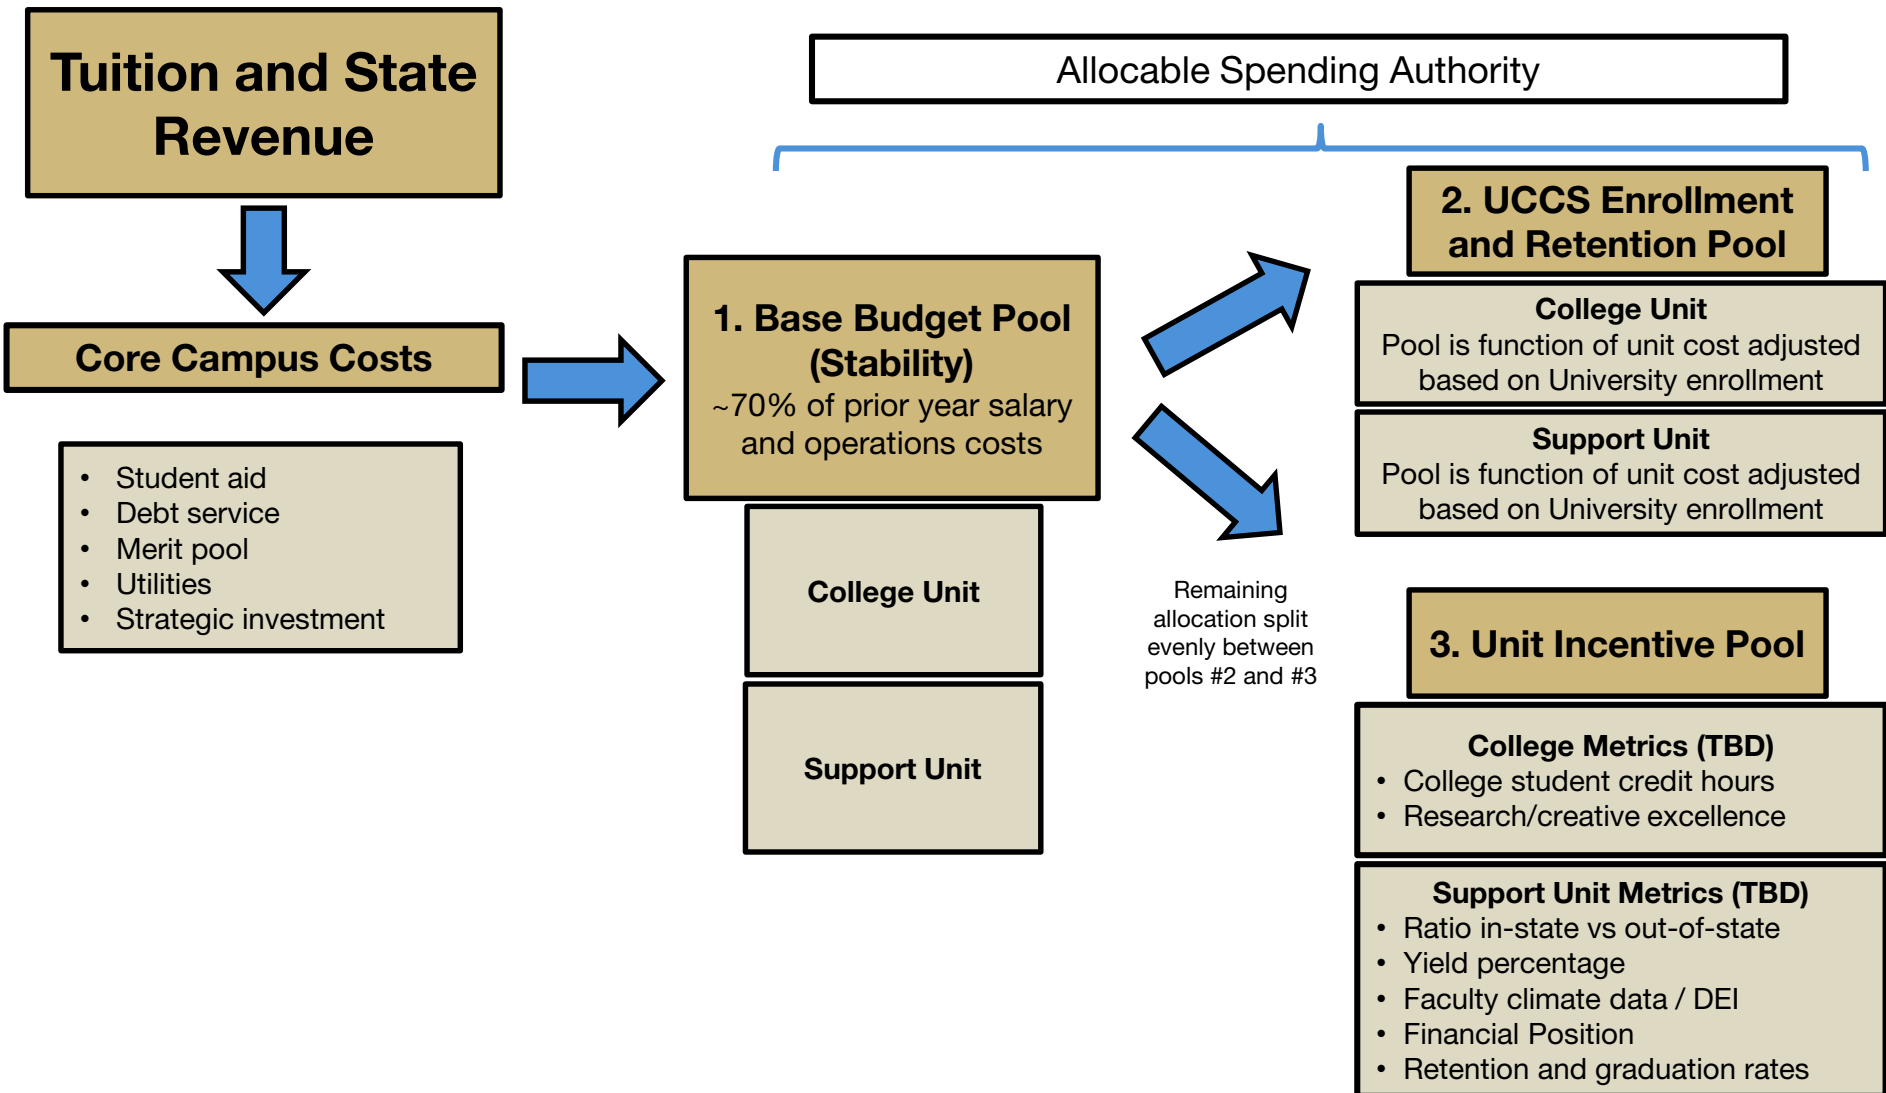 Tuition and State
Revenue
Allocable Spending Authority
Core Campus Costs
• Student aid
• Debt service
• Merit pool
• Utilities
• Strategic investment
1. Base Budget Pool
(Stability)
~70% of prior year salary
and operations costs
College Unit
Support Unit
Remaining
allocation split
evenly between
pools #2 and #3
2. UCCS Enrollment
and Retention Pool
College Unit
Pool is function of unit cost adjusted
based on University enrollment
Support Unit
Pool is function of unit cost adjusted
based on University enrollment
3. Unit Incentive Pool
College Metrics (TBD)
• College student credit hours
• Research/creative excellence
Support Unit Metrics (TBD)
• Ratio in-state vs out-of-state
• Yield percentage
• Faculty climate data / DEI
• Financial Position
• Retention and graduation rates